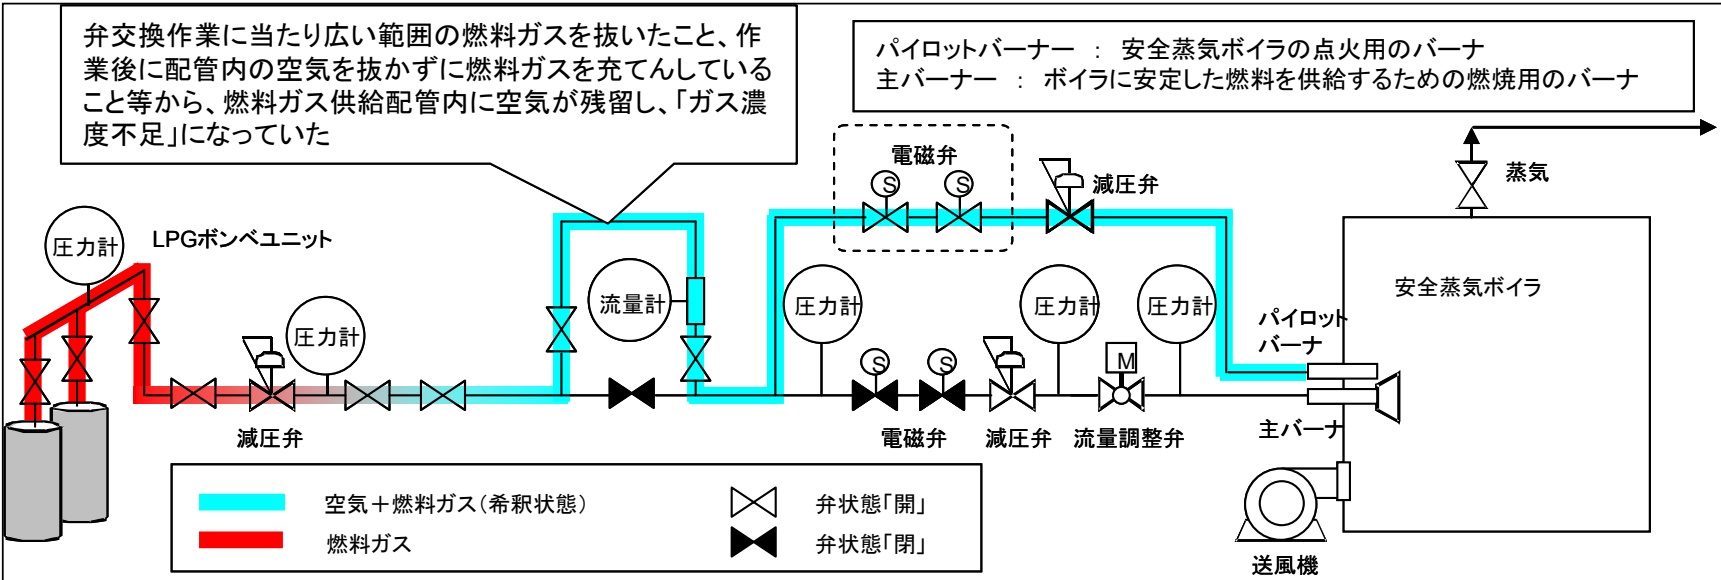 弁交換作業に当たり広い範囲の燃料ガスを抜いたこと、作
業後に配管内の空気を抜かずに燃料ガスを充てんしている
こと等から、燃料ガス供給配管内に空気が残留し、「ガス濃
度不足」になっていた
パイロットバーナー ： 安全蒸気ボイラの点火用のバーナ
主バーナー ： ボイラに安定した燃料を供給するための燃焼用のバーナ
電磁弁
S
S
減圧弁
蒸気
圧力計
LPGボンベユニット
圧力計
流量計
圧力計
圧力計
圧力計
安全蒸気ボイラ
パイロット
バーナ
S
S
M
減圧弁
電磁弁
減圧弁
流量調整弁
主バーナ
空気＋燃料ガス（希釈状態）
弁状態「開」
燃料ガス
弁状態「閉」
送風機